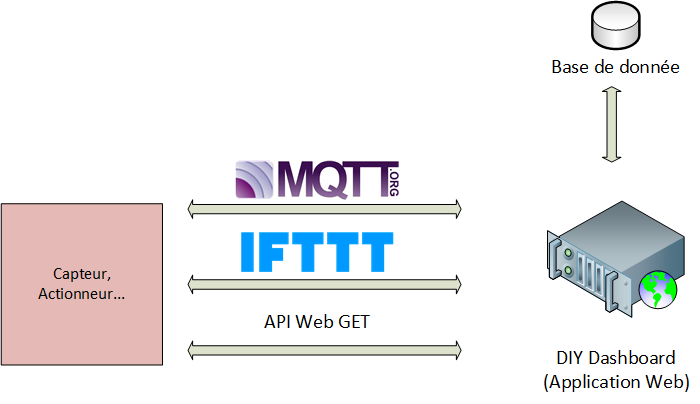 Base de donnée
MQTT
.ORG
IFTTT
Capteur,
Actionneur...
API Web GET
DIY Dashboard
(Application Web)